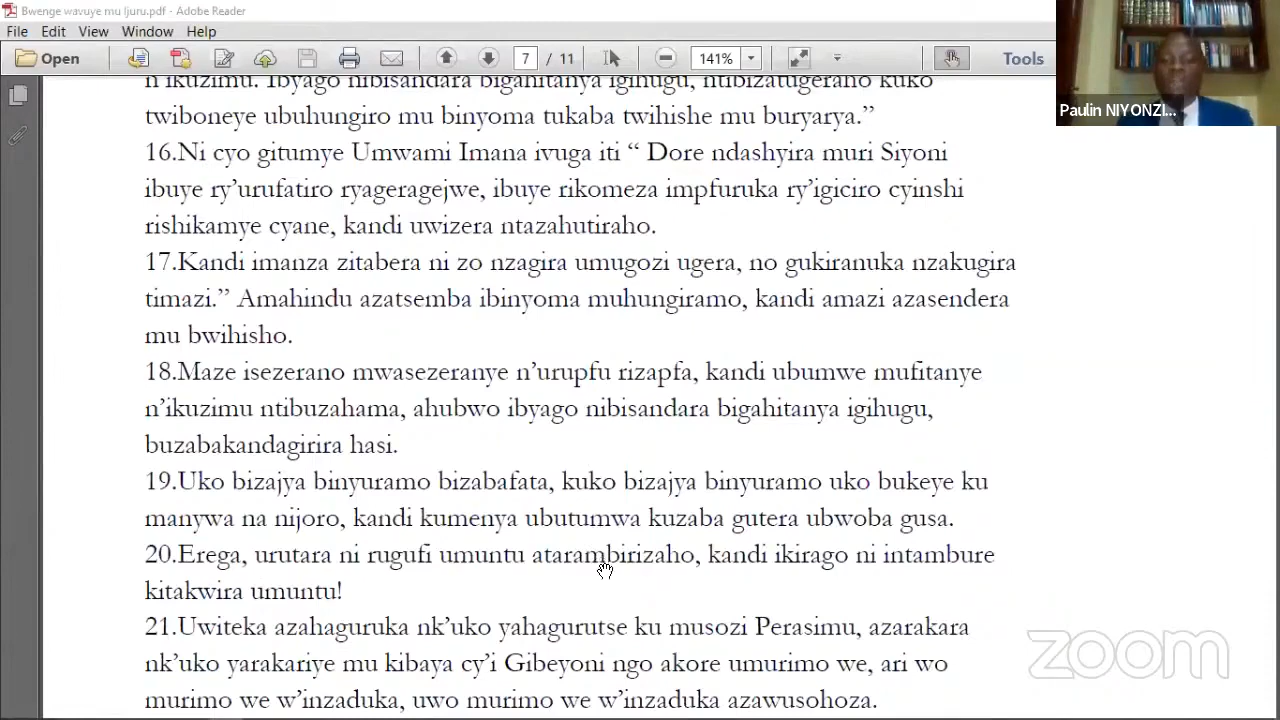 Bwenge wavuye mu Ijuru.pdf - Adobe Reader
File Edit View Window Help
Open 7 / 11 141% Tools
Paulin NIYONZI...
n'ikuzimu. Ibyago nibisandara bigahitanya igihugu, ntibizatugeraho kuko
twiboneye ubuhungiro mu binyoma tukaba twihishe mu buryarya.”
16.Ni cyo gitumye Umwami Imana ivuga iti “ Dore ndashyira muri Siyoni
ibuye ry’urufatiro ryageragejwe, ibuye rikomeza impfuruka ry’igiciro cyinshi
rishikamye cyane, kandi uwizera ntazahutiraho.
17.Kandi imanza zitabera ni zo nzagira umugozi ugera, no gukiranuka nzakugira
timazi.” Amahindu azatsemba ibinyoma muhungiramo, kandi amazi azasendera
mu bwihisho.
18.Maze isezerano mwasezeranye n’urupfu rizapfa, kandi ubumwe mufitanye
n’ikuzimu ntibuzahama, ahubwo ibyago nibisandara bigahitanya igihugu,
buzabakandagirira hasi.
19.Uko bizajya binyuramo bizabafata, kuko bizajya binyuramo uko bukeye ku
manywa na nijoro, kandi kumenya ubutumwa kuzaba gutera ubwoba gusa.
20.Erega, urutara ni rugufi umuntu atarambirizaho, kandi ikirago ni intambure
kitakwira umuntu!
21.Uwiteka azahaguruka nk’uko yahagurutse ku musozi Perasimu, azarakara
nk’uko yarakariye mu kibaya cy’i Gibeyoni ngo akore umurimo we, ari wo
murimo we w’inzaduka, uwo murimo we w’inzaduka azawusohoza.
zoom